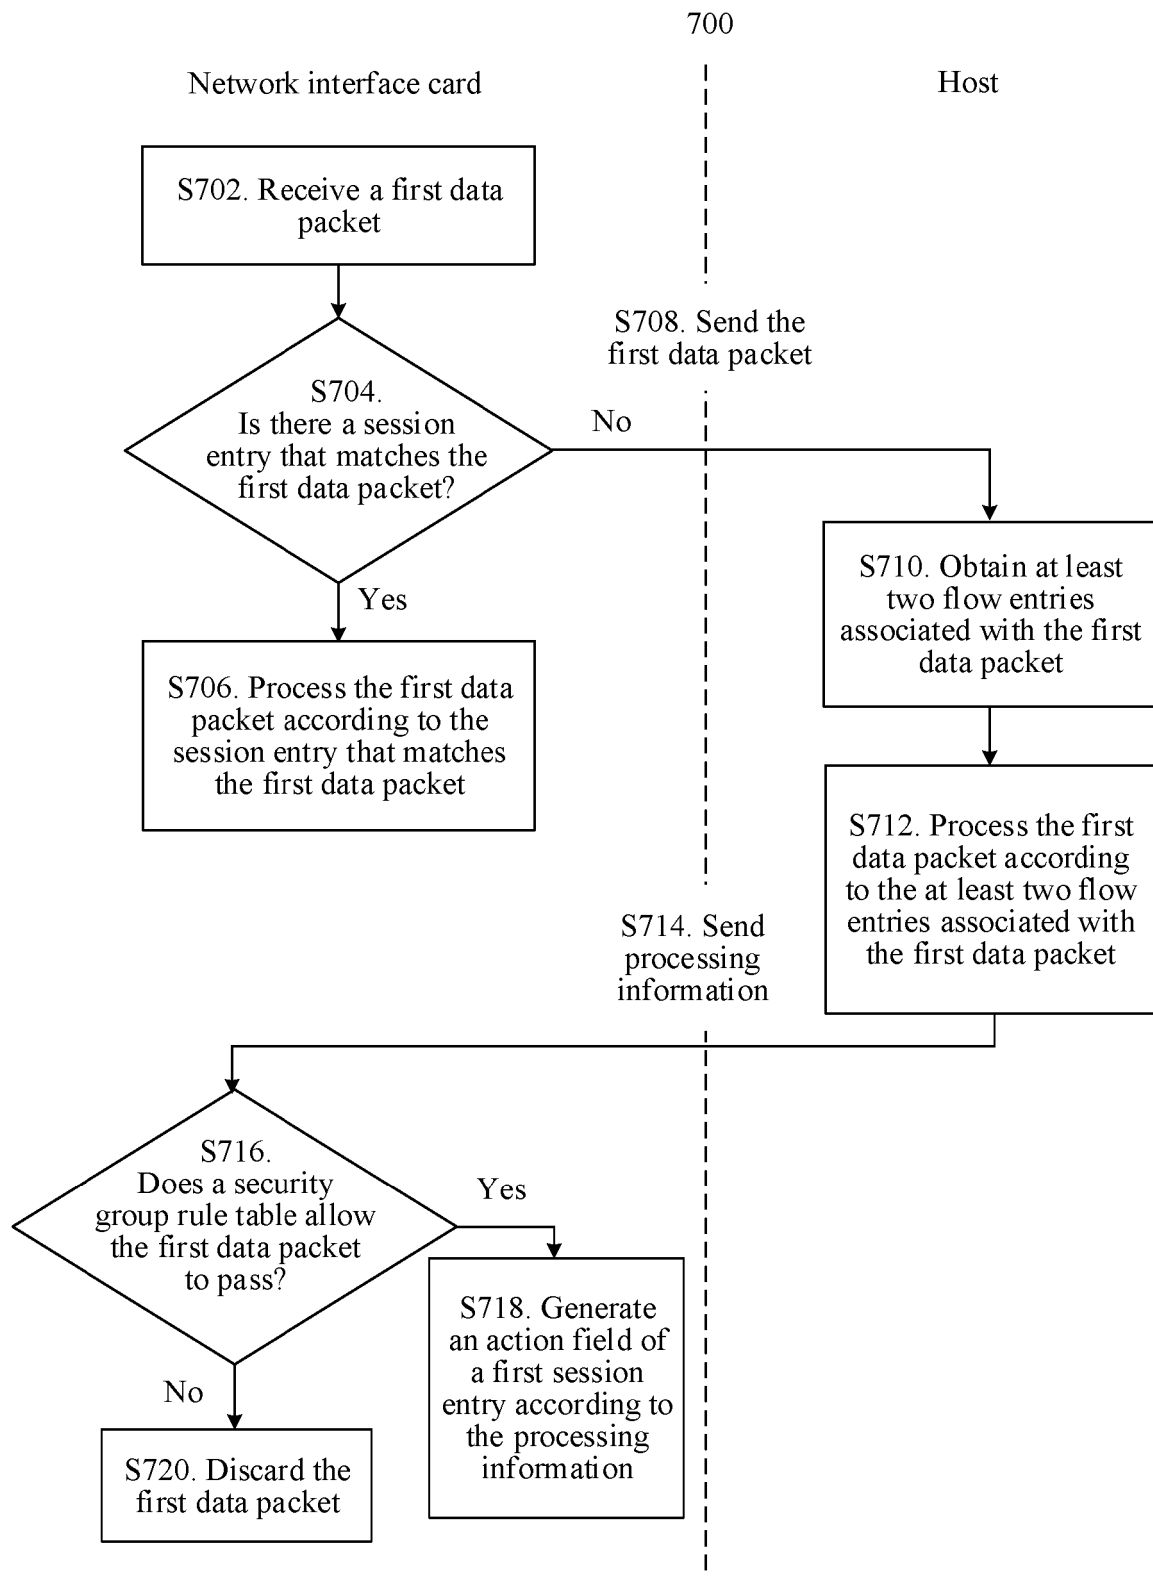 700
Network interface card
Host
S702. Receive a first data
packet
S708. Send the
first data packet
S704.
Is there a session
entry that matches the
first data packet?
No
Yes
S710. Obtain at least
two flow entries
associated with the first
data packet
S706. Process the first data
packet according to the
session entry that matches
the first data packet
S712. Process the first
data packet according
to the at least two flow
entries associated with
the first data packet
S714. Send
processing
information
S716.
Does a security
group rule table allow
the first data packet
to pass?
Yes
No
S718. Generate
an action field of
a first session
entry according to
the processing
information
S720. Discard the
first data packet